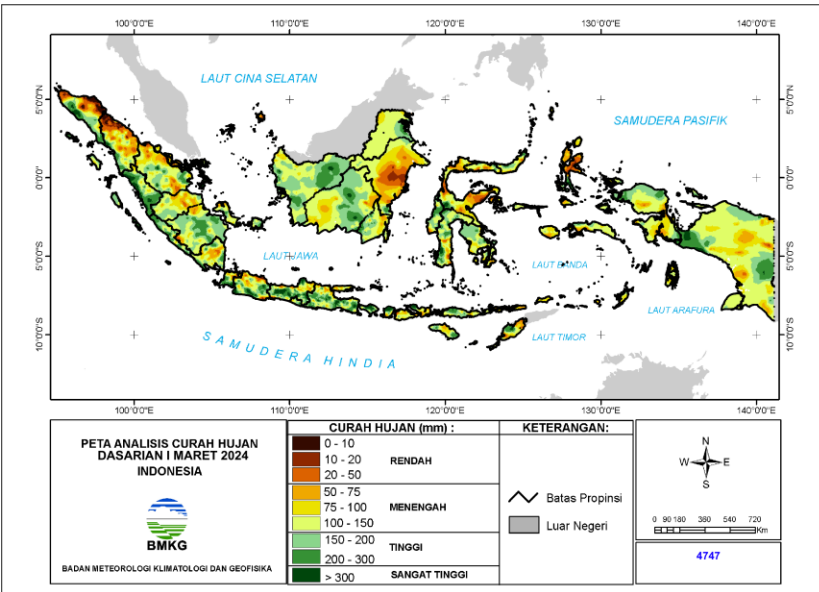 100°0'0"E 110°0'0"E 120°0'0"E 130°0'0"E 140°0'0"E
LAUT CINA SELATAN
SAMUDERA PASIFIK
5°0'0"N 5°0'0"N
0°0'0" 0°0'0"
5°0'0"S 5°0'0"S
10°0'0"S 10°0'0"S
LAUT JAWA
LAUT BANDA
LAUT ARAFURA
LAUT TIMOR
SAMUDERA HINDIA
100°0'0"E 110°0'0"E 120°0'0"E 130°0'0"E 140°0'0"E
PETA ANALISIS CURAH HUJAN
DASARIAN I MARET 2024
INDONESIA
BMKG
BADAN METEOROLOGI KLIMATOLOGI DAN GEOFISIKA
CURAH HUJAN (mm) :
0 - 10
10 - 20 RENDAH
20 - 50
50 - 75
75 - 100 MENENGAH
100 - 150
150 - 200 TINGGI
200 - 300
> 300 SANGAT TINGGI
KETERANGAN:
Batas Propinsi
Luar Negeri
N
W E
S
0 90 180 360 540 720
Km
4747